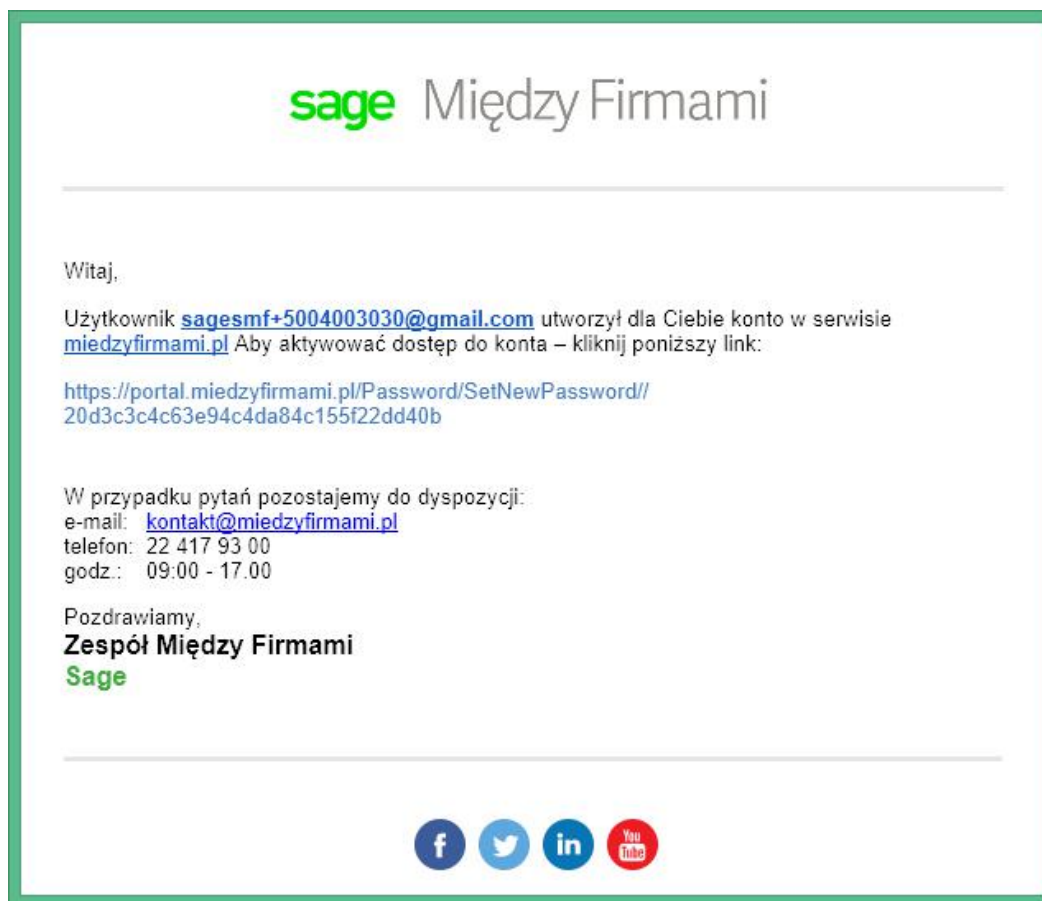 sage Między Firmami
Witaj,
Użytkownik sagesmf+5004003030@gmail.com utworzył dla Ciebie konto w serwisie
miedzyfirmami.pl Aby aktywować dostęp do konta – kliknij poniższy link:
https://portal.miedzyfirmami.pl/Password/SetNewPassword//
20d3c3c4c63e94c4da84c155f22dd40b
W przypadku pytań pozostajemy do dyspozycji:
e-mail: kontakt@miedzyfirmami.pl
telefon: 22 417 93 00
godz.: 09:00 - 17.00
Pozdrawiamy,
Zespół Między Firmami
Sage
f in You Tube